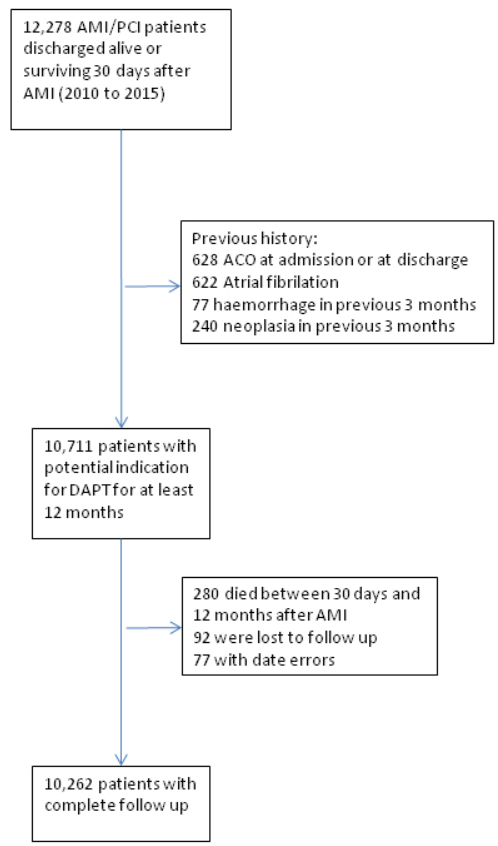 12,278 AMI/PCI patients
discharged alive or
surviving 30 days after
AMI (2010 to 2015)
Previous history:
628 ACO at admission or at discharge
622 Atrial fibrilation
77 haemorrhage in previous 3 months
240 neoplasia in previous 3 months
10,711 patients with
potential indication
for DAPT for at least
12 months
280 died between 30 days and
12 months after AMI
92 were lost to follow up
77 with date errors
10,262 patients with
complete follow up